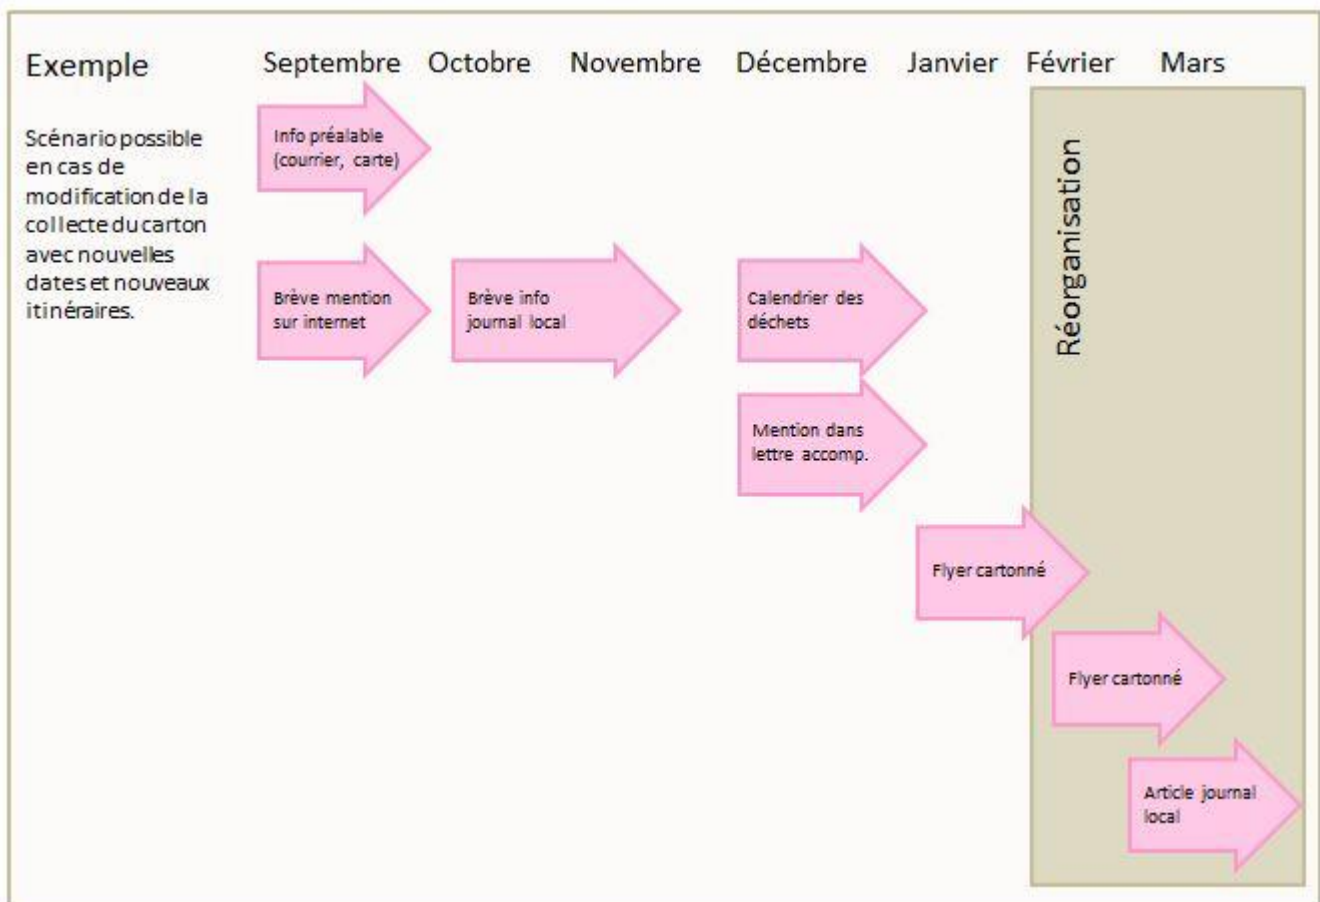 Exemple
Septembre Octobre Novembre Décembre Janvier Février Mars
Scénario possible
en cas de
modification de la
collecte du carton
avec nouvelles
dates et nouveaux
itinéraires.
Info préalable
(courrier, carte)
Réorganisation
Brève mention
sur internet
Brève info
journal local
Calendrier des
déchets
Mention dans
lettre accomp.
Flyer cartonné
Flyer cartonné
Article journal
local